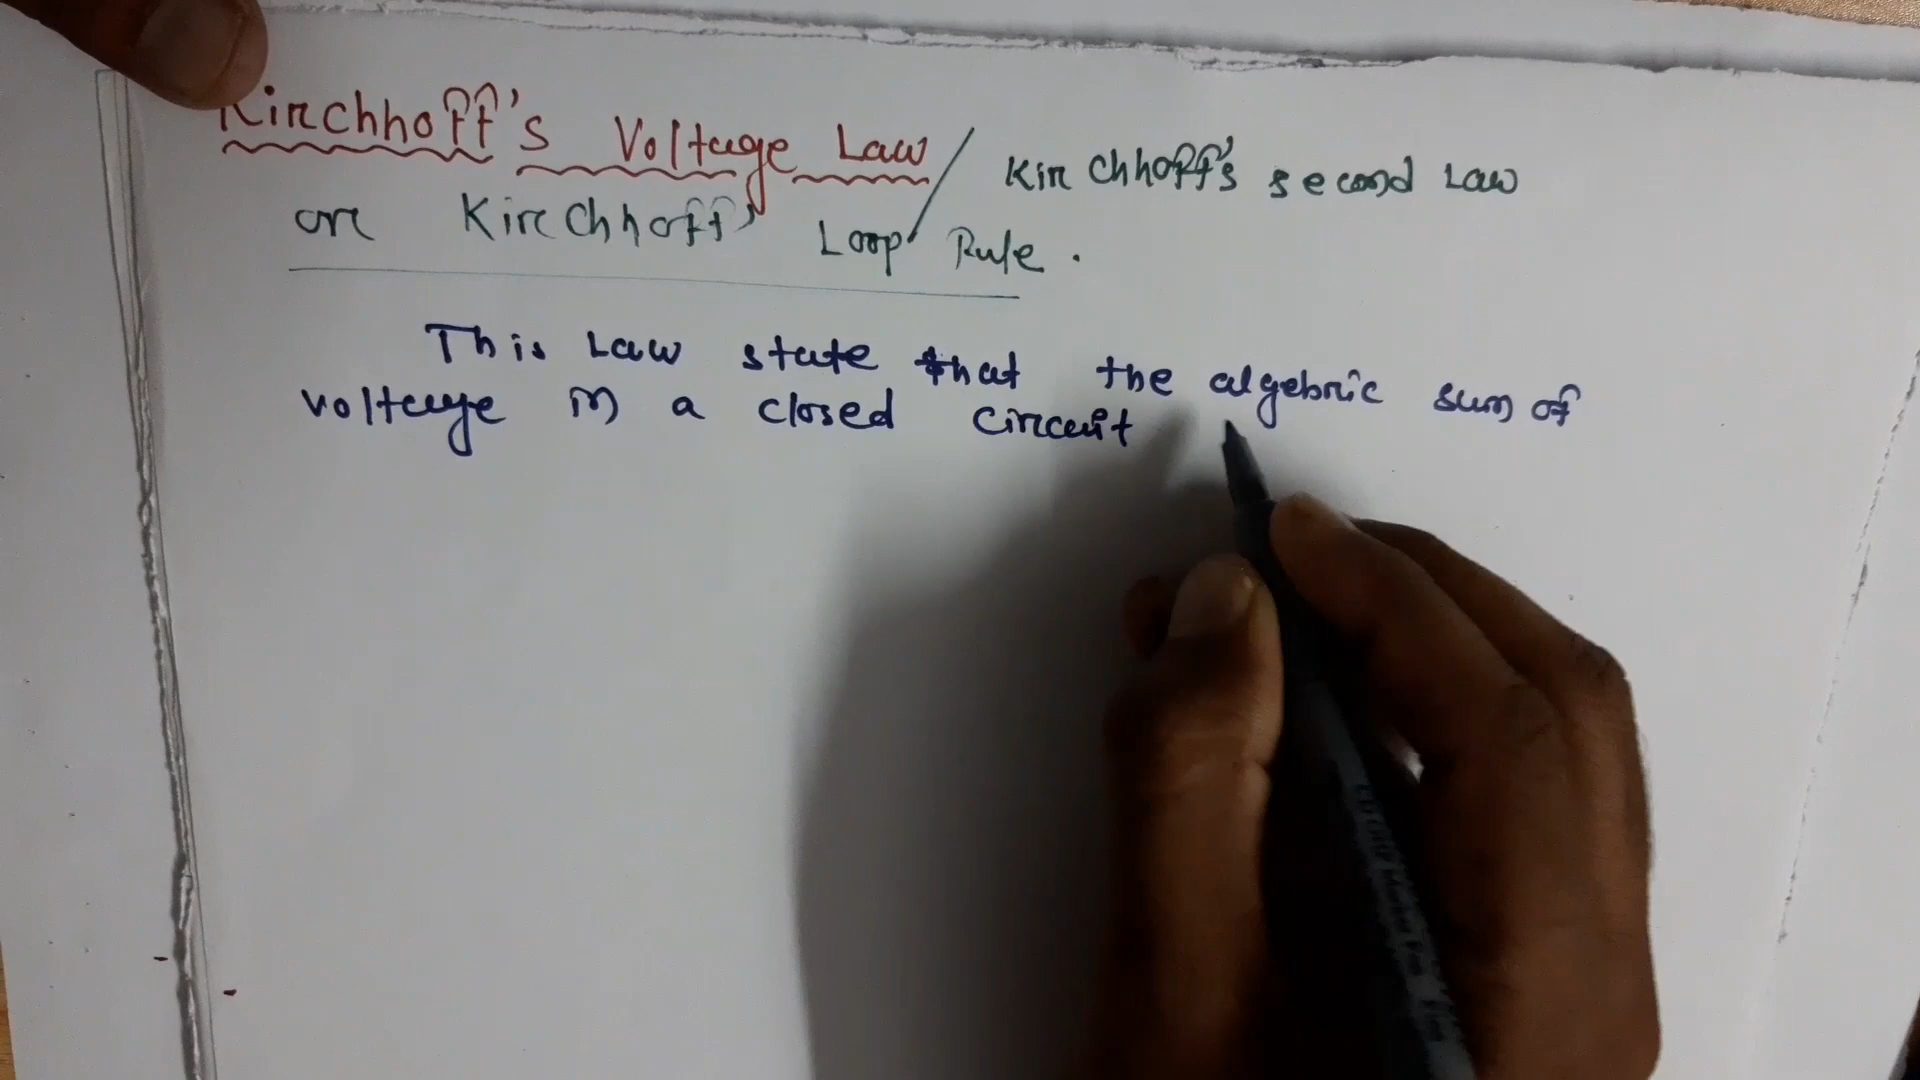 Kirchhoff's Voltage Law / Kirchhoff's second Law
or Kirchhoff' Loop Rule.
This Law state that the algebric sum of
voltage in a closed circuit